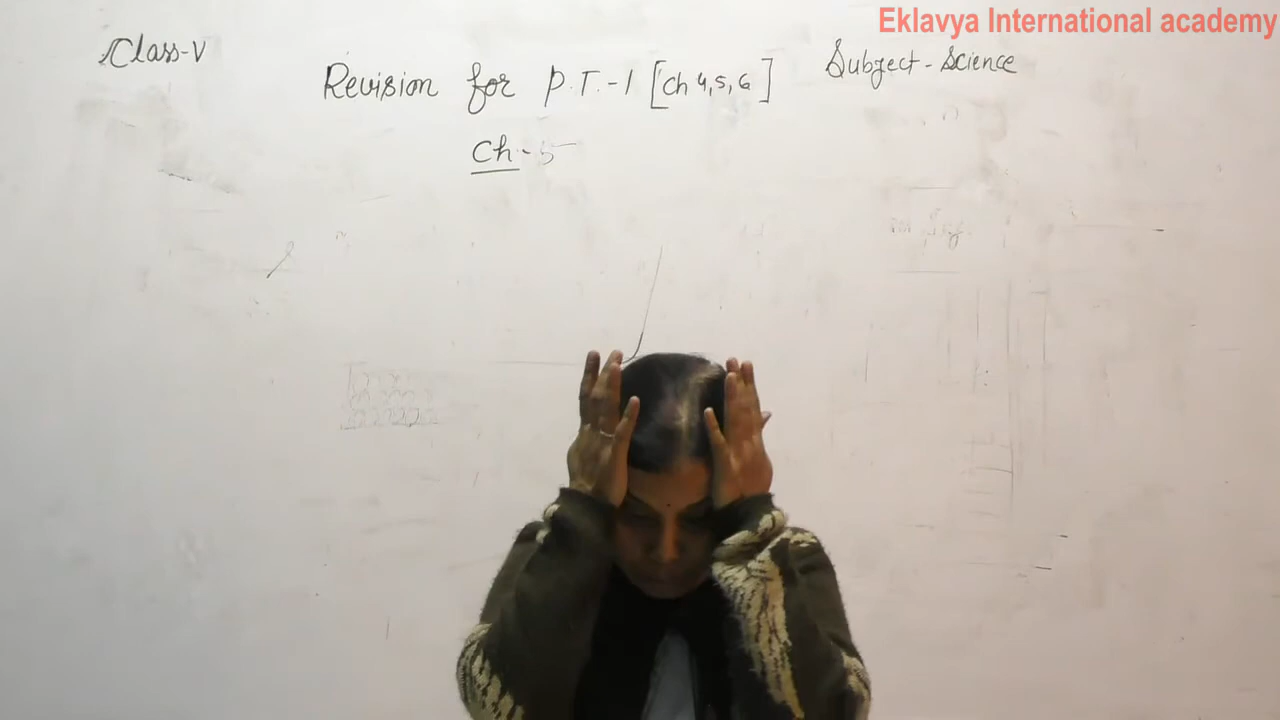 Eklavya International academy
Class-V
Subject-Science
Revision for P.T.-1 [Ch 4,5,6]
Ch-5